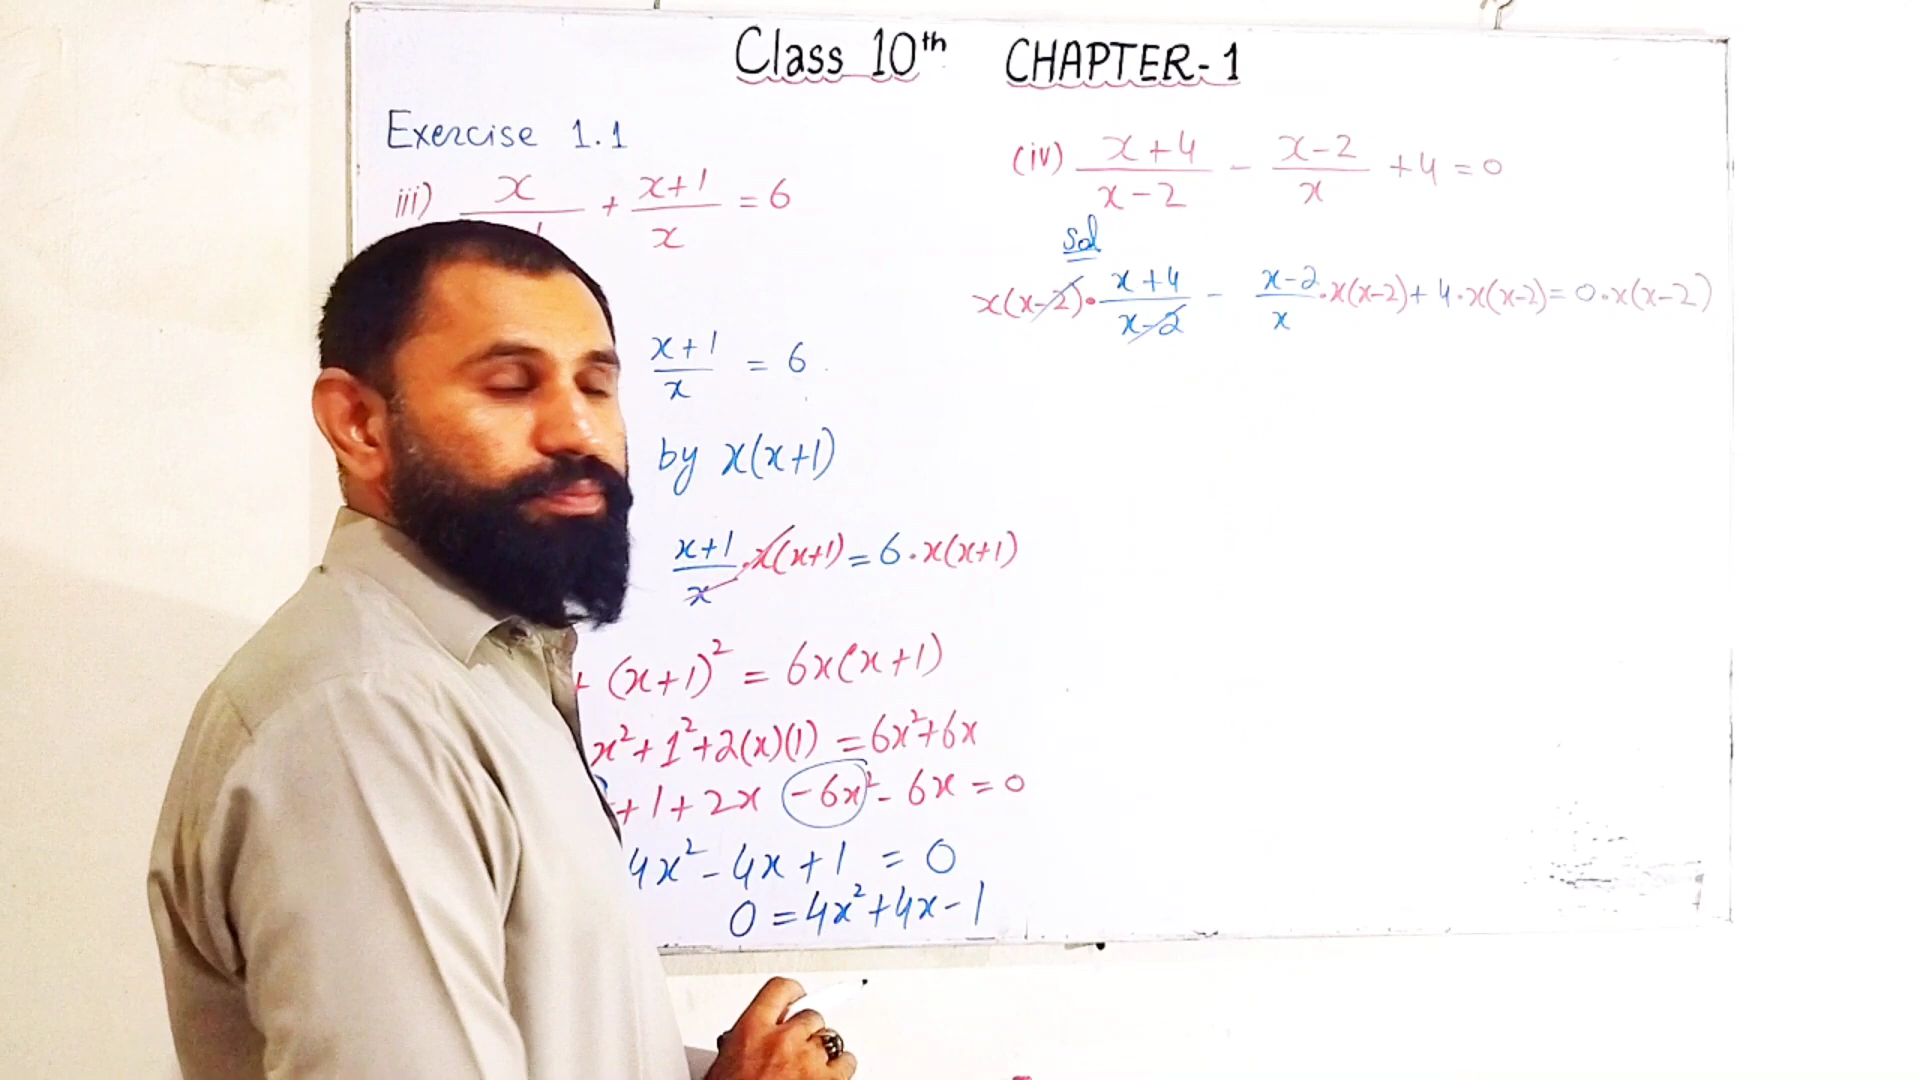 Class 10th CHAPTER-1
Exercise 1.1
iii) x/ + x+1/x = 6
x+1/x = 6
by x(x+1)
x+1/x · x(x+1) = 6 · x(x+1)
+ (x+1)² = 6x(x+1)
x² + 1² + 2(x)(1) = 6x² + 6x
+ 1 + 2x - 6x² - 6x = 0
4x² - 4x + 1 = 0
0 = 4x² + 4x - 1
(iv) x+4/x-2 - x-2/x + 4 = 0
Sol
x(x-2) · x+4/x-2 - x-2/x · x(x-2) + 4 · x(x-2) = 0 · x(x-2)